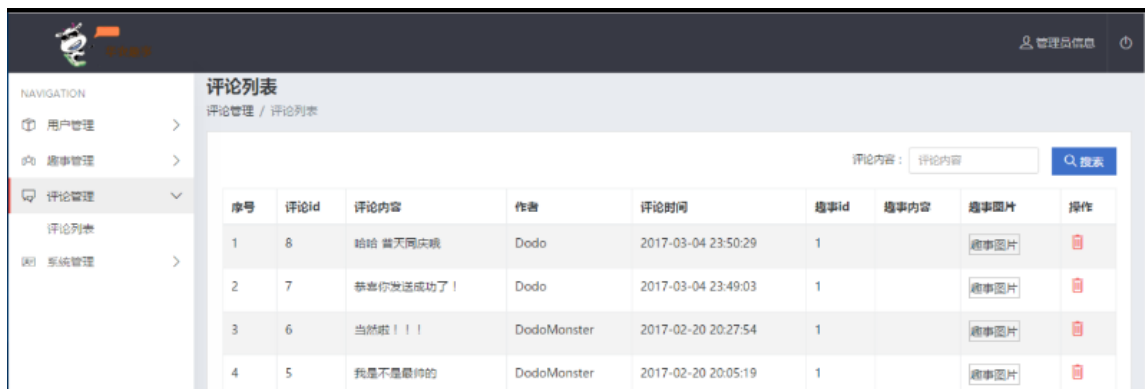 管理员信息
NAVIGATION
用户管理
趣事管理
评论管理
评论列表
系统管理
评论列表
评论管理 / 评论列表
评论内容： 评论内容 搜索
序号 评论id 评论内容 作者 评论时间 趣事id 趣事内容 趣事图片 操作
1 8 哈哈 普天同庆哦 Dodo 2017-03-04 23:50:29 1 趣事图片
2 7 恭喜你发送成功了！ Dodo 2017-03-04 23:49:03 1 趣事图片
3 6 当然啦！！！ DodoMonster 2017-02-20 20:27:54 1 趣事图片
4 5 我是不是最帅的 DodoMonster 2017-02-20 20:05:19 1 趣事图片